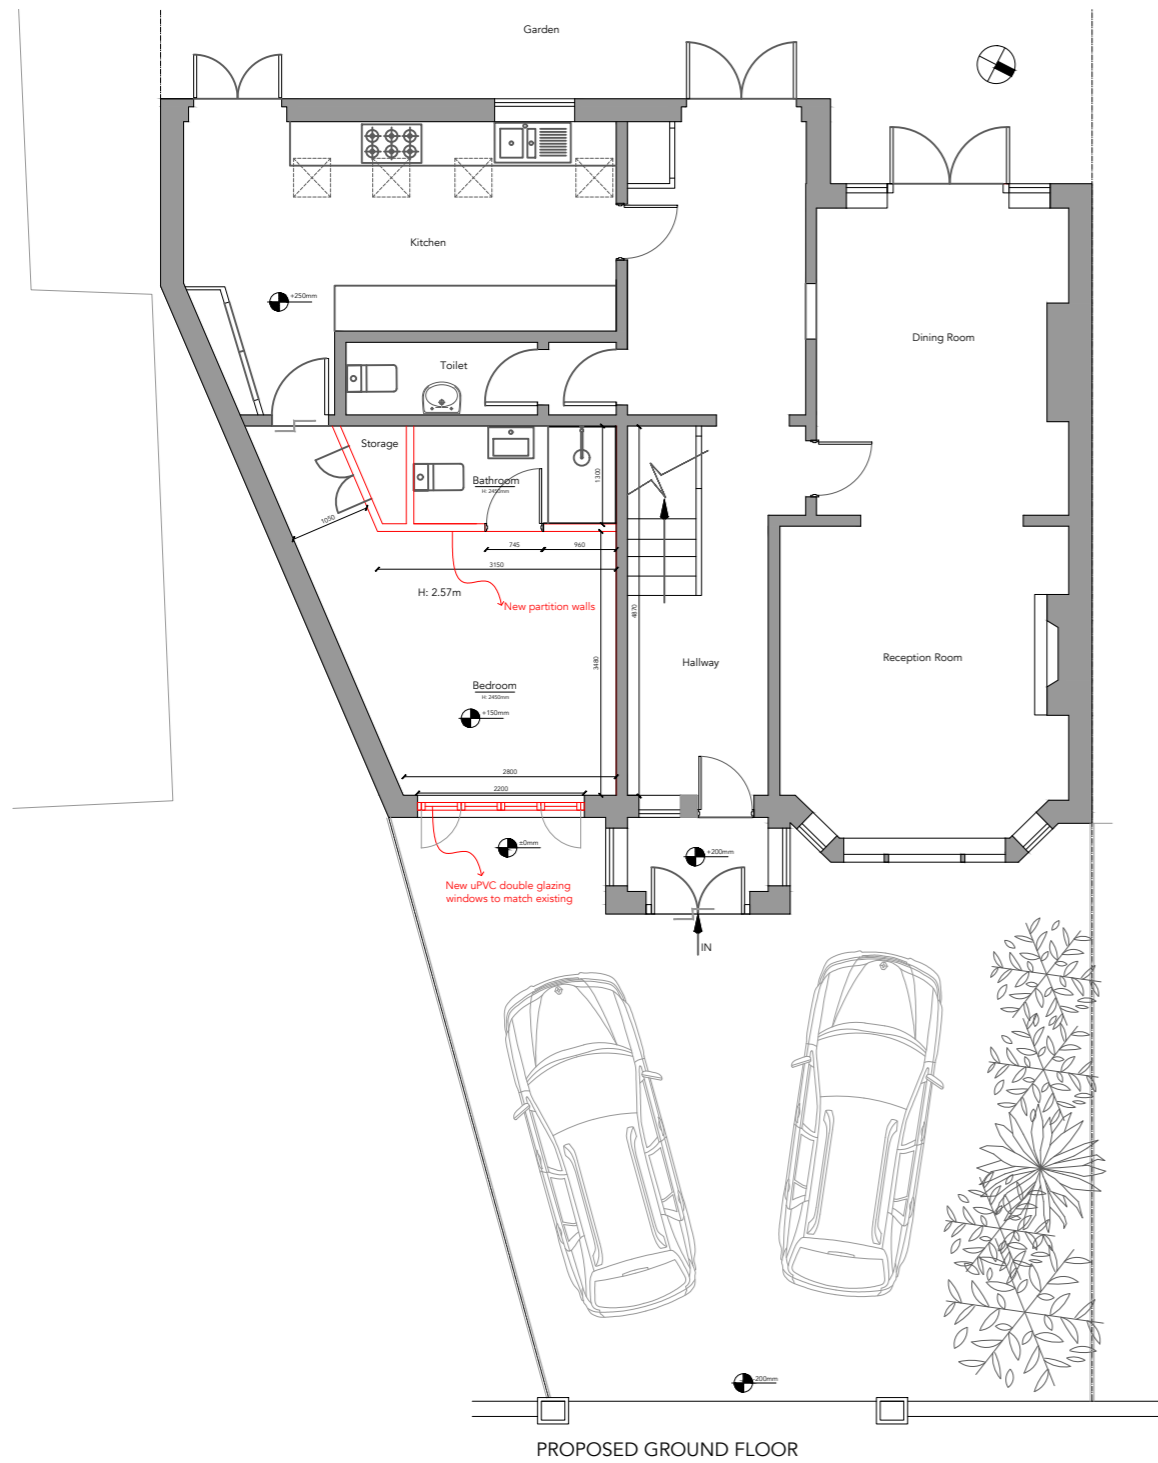 Garden
Kitchen
+250mm
Dining Room
Toilet
Storage
Bathroom
H: 2450mm
1300
1050
745
960
3150
H: 2.57m
New partition walls
4870
3480
Hallway
Reception Room
Bedroom
H: 2450mm
+150mm
2800
2200
±0mm
+200mm
New uPVC double glazing
windows to match existing
IN
+200mm
PROPOSED GROUND FLOOR